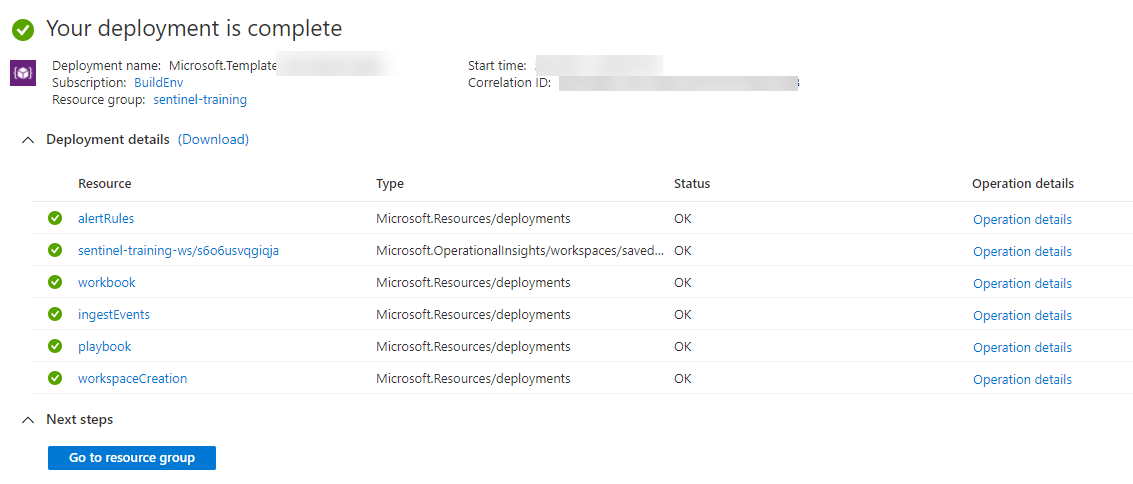 Your deployment is complete
Deployment name: Microsoft.Template
Subscription: BuildEnv
Resource group: sentinel-training
Start time:
Correlation ID:
Deployment details (Download)
Resource Type Status Operation details
alertRules Microsoft.Resources/deployments OK Operation details
sentinel-training-ws/s6o6usvqgiqja Microsoft.OperationalInsights/workspaces/saved... OK Operation details
workbook Microsoft.Resources/deployments OK Operation details
ingestEvents Microsoft.Resources/deployments OK Operation details
playbook Microsoft.Resources/deployments OK Operation details
workspaceCreation Microsoft.Resources/deployments OK Operation details
Next steps
Go to resource group